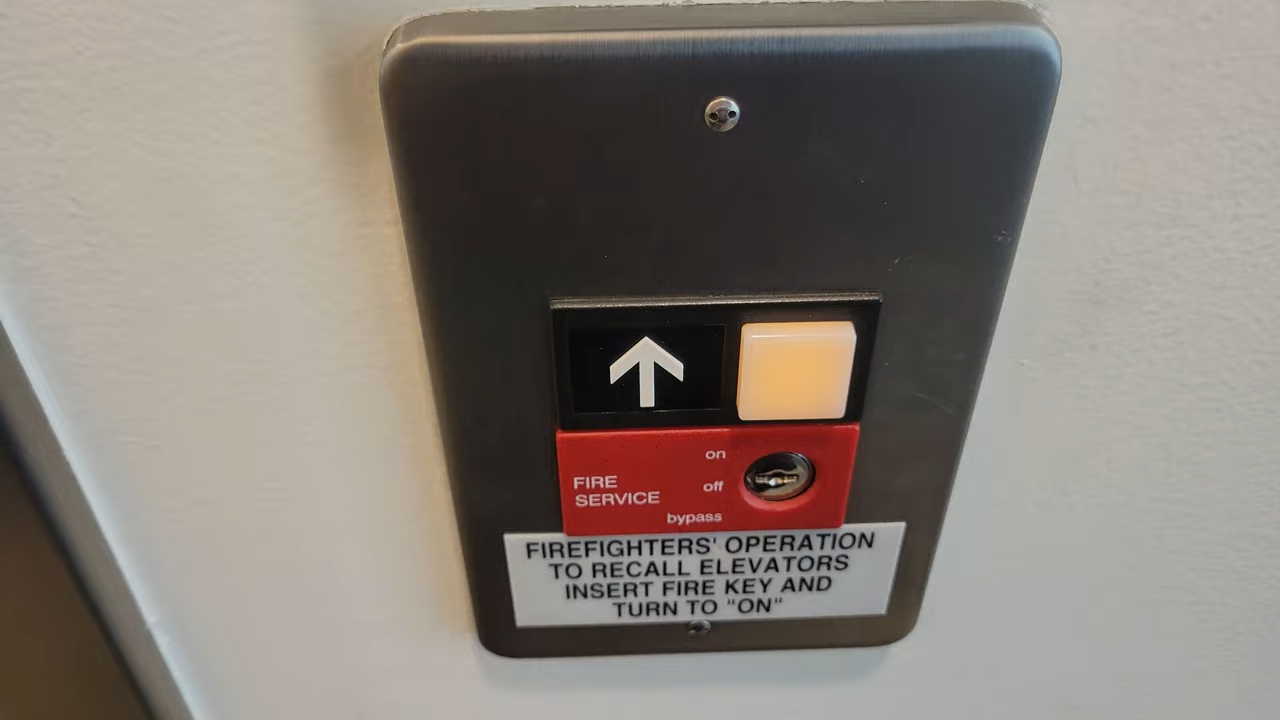 on
FIRE
SERVICE
off
bypass
FIREFIGHTERS' OPERATION
TO RECALL ELEVATORS
INSERT FIRE KEY AND
TURN TO "ON"